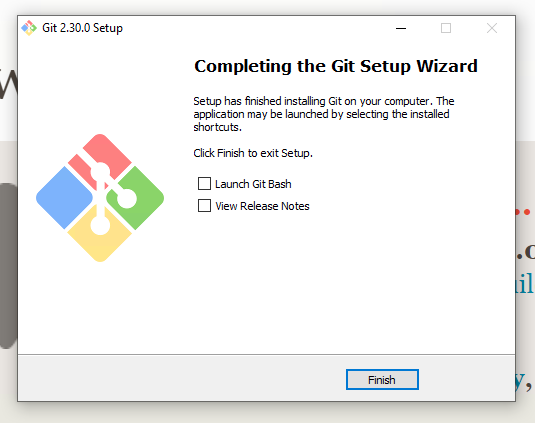 Git 2.30.0 Setup
Completing the Git Setup Wizard
Setup has finished installing Git on your computer. The
application may be launched by selecting the installed
shortcuts.
Click Finish to exit Setup.
Launch Git Bash
View Release Notes
Finish